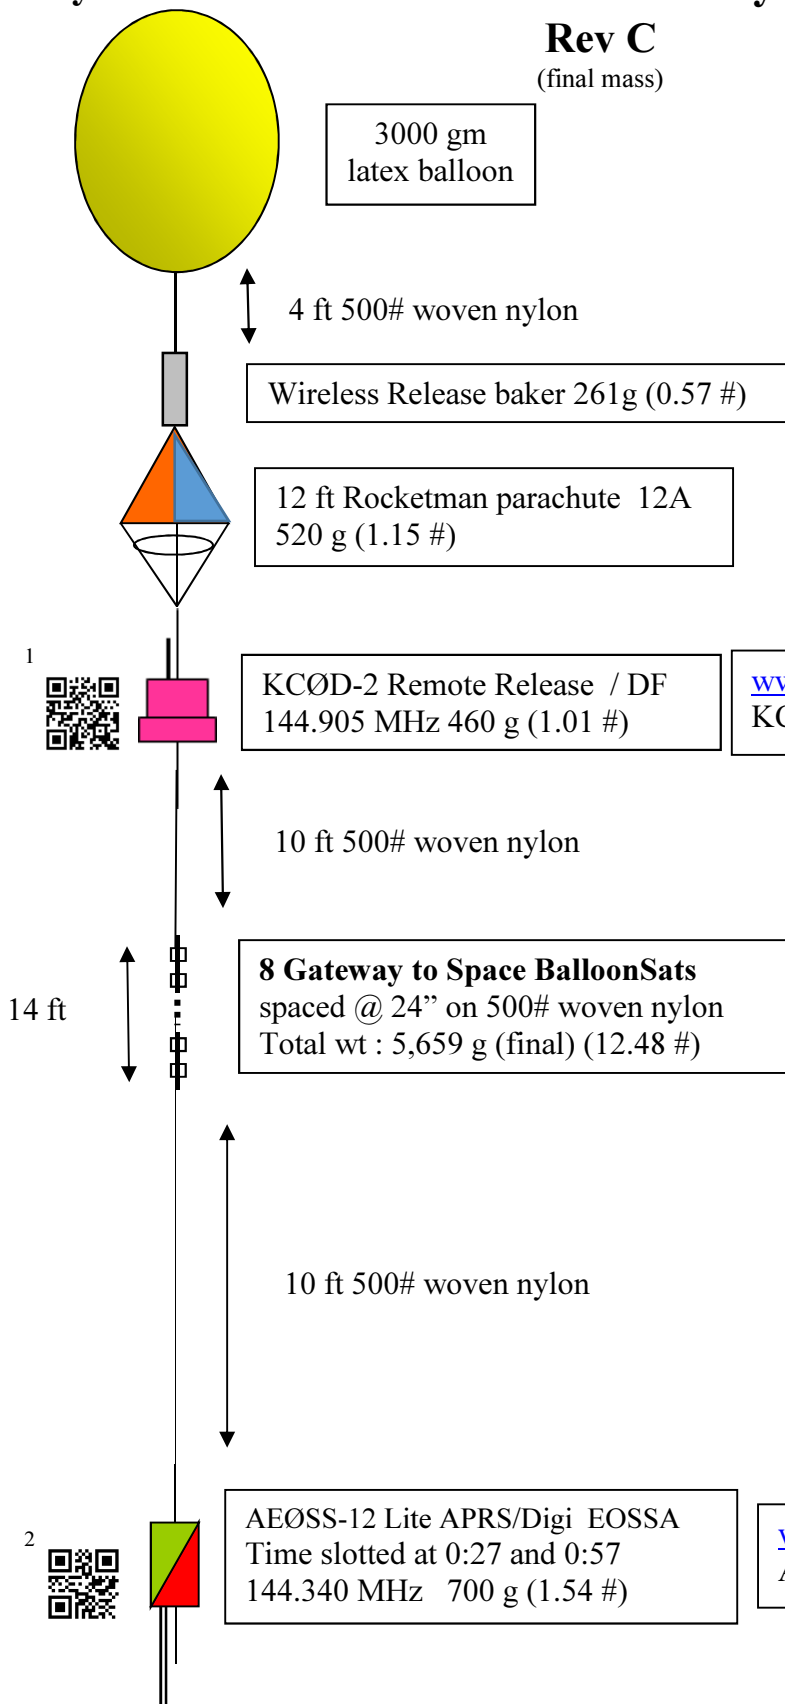 Rev C
(final mass)
3000 gm
latex balloon
4 ft 500# woven nylon
Wireless Release baker 261g (0.57 #)
12 ft Rocketman parachute 12A
520 g (1.15 #)
1
KCØD-2 Remote Release / DF
144.905 MHz 460 g (1.01 #)
10 ft 500# woven nylon
14 ft
8 Gateway to Space BalloonSats
spaced @ 24” on 500# woven nylon
Total wt : 5,659 g (final) (12.48 #)
10 ft 500# woven nylon
2
AEØSS-12 Lite APRS/Digi EOSSA
Time slotted at 0:27 and 0:57
144.340 MHz 700 g (1.54 #)